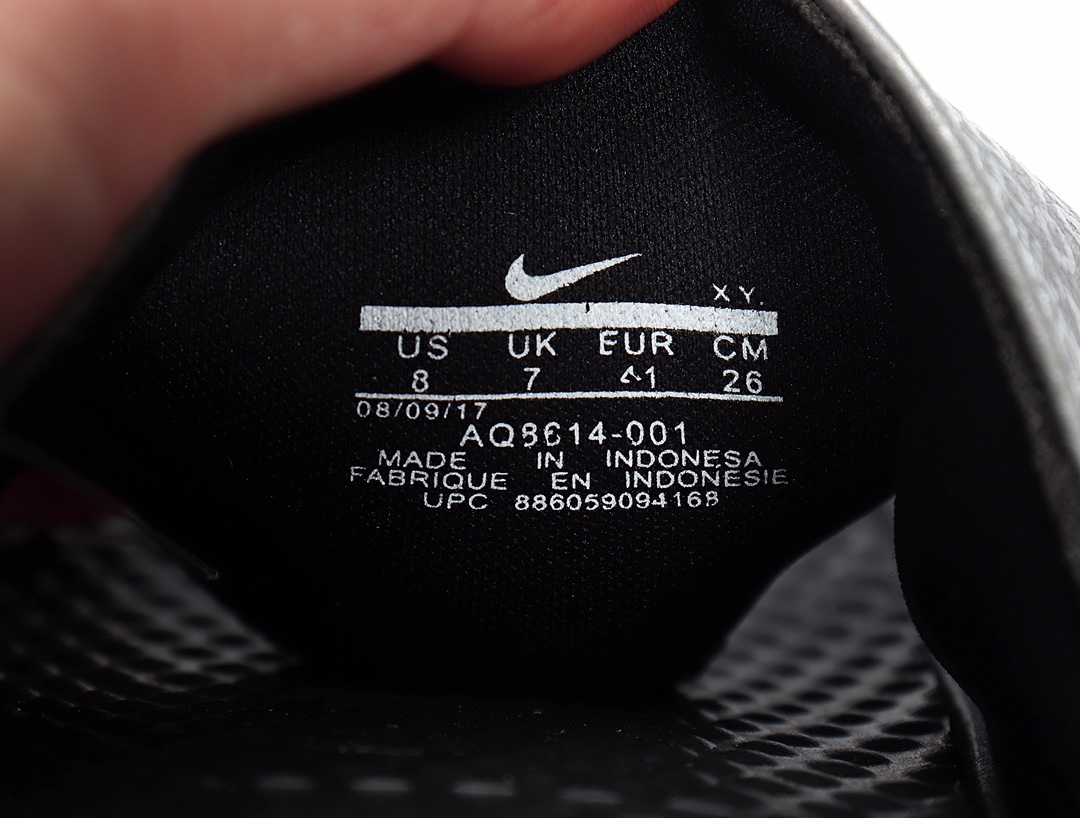 X Y.
US UK EUR CM
8 7 41 26
08/09/17
AQ8614-001
MADE IN INDONESA
FABRIQUE EN INDONESIE
UPC 886059094168